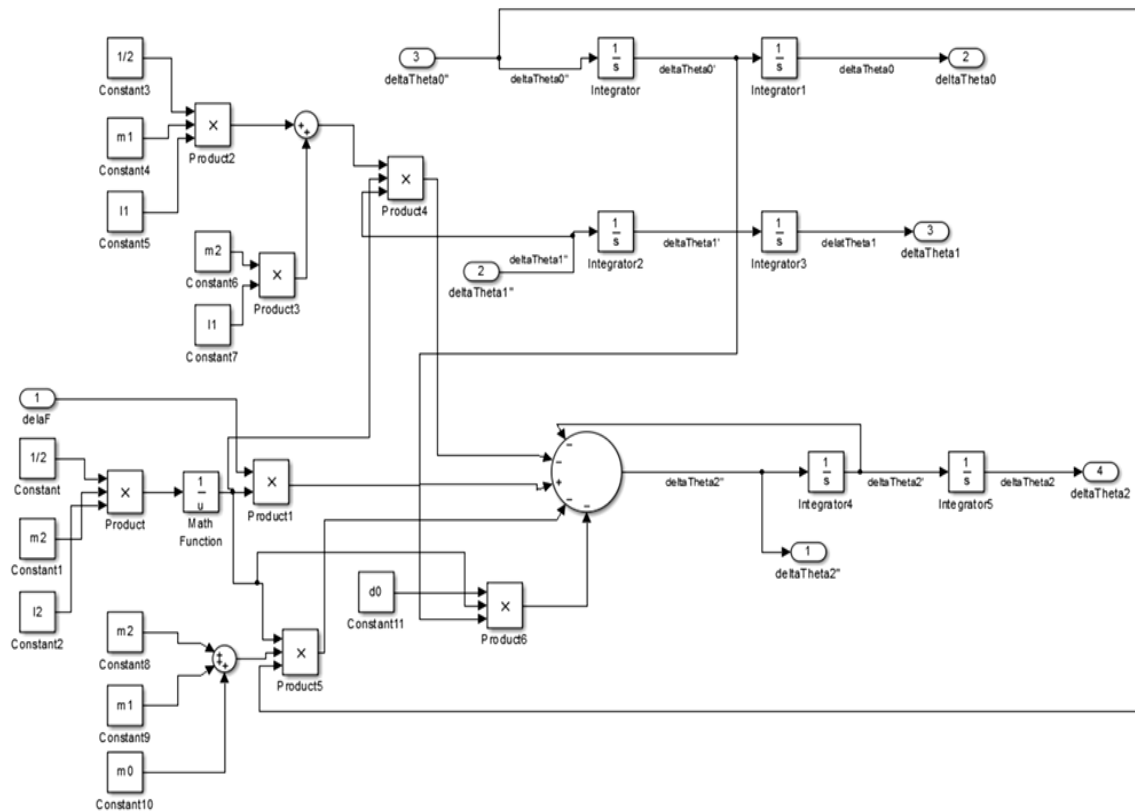 1/2
Constant3
m1
Constant4
l1
Constant5
×
Product2
+
+
m2
Constant6
l1
Constant7
×
Product3
×
Product4
3
deltaTheta0"
deltaTheta0"
1
s
Integrator
deltaTheta0'
1
s
Integrator1
deltaTheta0
2
deltaTheta0
2
deltaTheta1"
deltaTheta1"
1
s
Integrator2
deltaTheta1'
1
s
Integrator3
delatTheta1
3
deltaTheta1
1
delaF
1/2
Constant
m2
Constant1
l2
Constant2
×
Product
1
u
Math
Function
×
Product1
m2
Constant8
m1
Constant9
m0
Constant10
+
+
+
×
Product5
d0
Constant11
×
Product6
−
−
+
−
−
deltaTheta2"
1
s
Integrator4
deltaTheta2'
1
s
Integrator5
deltaTheta2
4
deltaTheta2
1
deltaTheta2"